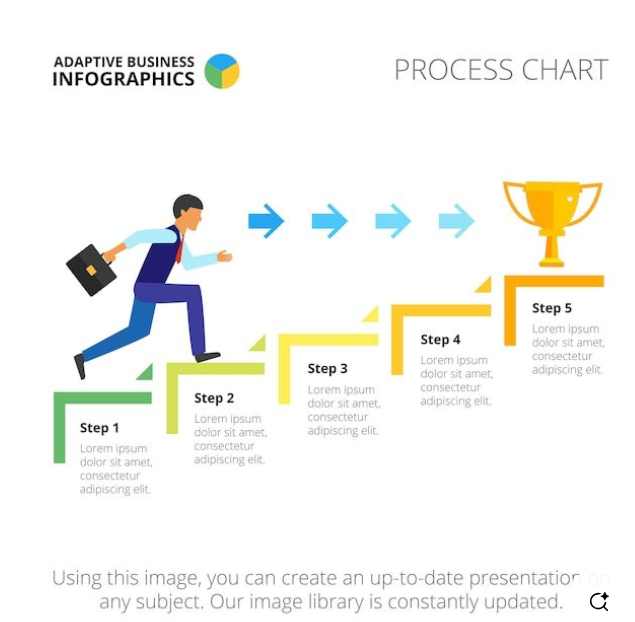 ADAPTIVE BUSINESS
INFOGRAPHICS
PROCESS CHART
Step 1
Lorem ipsum
dolor sit amet,
consectetur
adipiscing elit.
Step 2
Lorem ipsum
dolor sit amet,
consectetur
adipiscing elit.
Step 3
Lorem ipsum
dolor sit amet,
consectetur
adipiscing elit.
Step 4
Lorem ipsum
dolor sit amet,
consectetur
adipiscing elit.
Step 5
Lorem ipsum
dolor sit amet,
consectetur
adipiscing elit.
Using this image, you can create an up-to-date presentation on
any subject. Our image library is constantly updated.